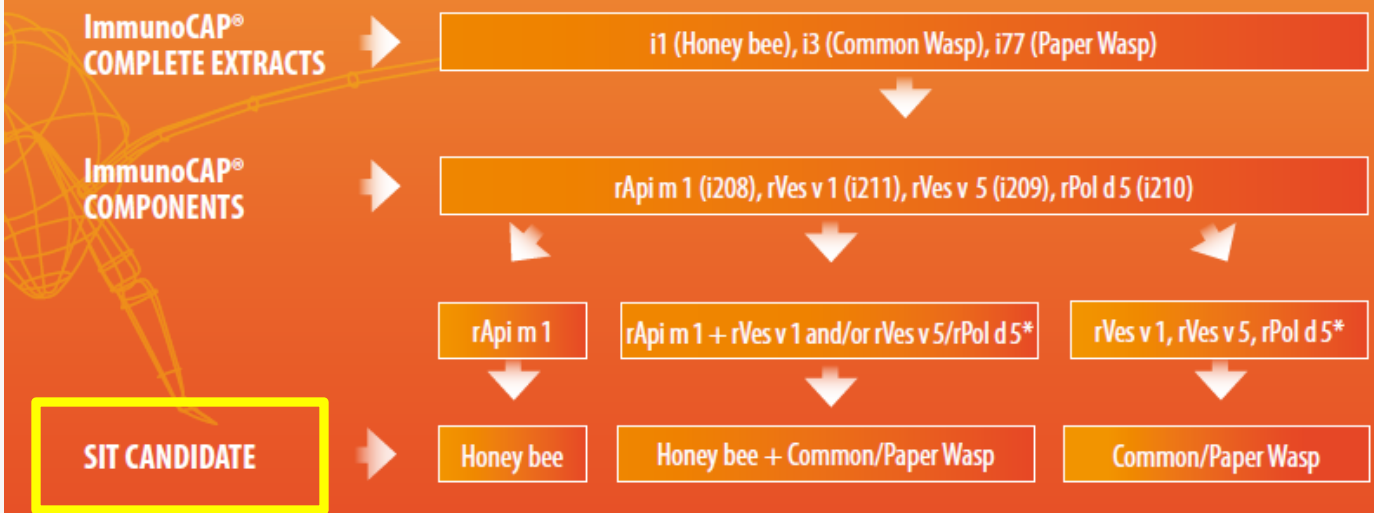 ImmunoCAP®
COMPLETE EXTRACTS
i1 (Honey bee), i3 (Common Wasp), i77 (Paper Wasp)
ImmunoCAP®
COMPONENTS
rApi m 1 (i208), rVes v 1 (i211), rVes v 5 (i209), rPol d 5 (i210)
rApi m 1
rApi m 1 + rVes v 1 and/or rVes v 5/rPol d 5*
rVes v 1, rVes v 5, rPol d 5*
SIT CANDIDATE
Honey bee
Honey bee + Common/Paper Wasp
Common/Paper Wasp